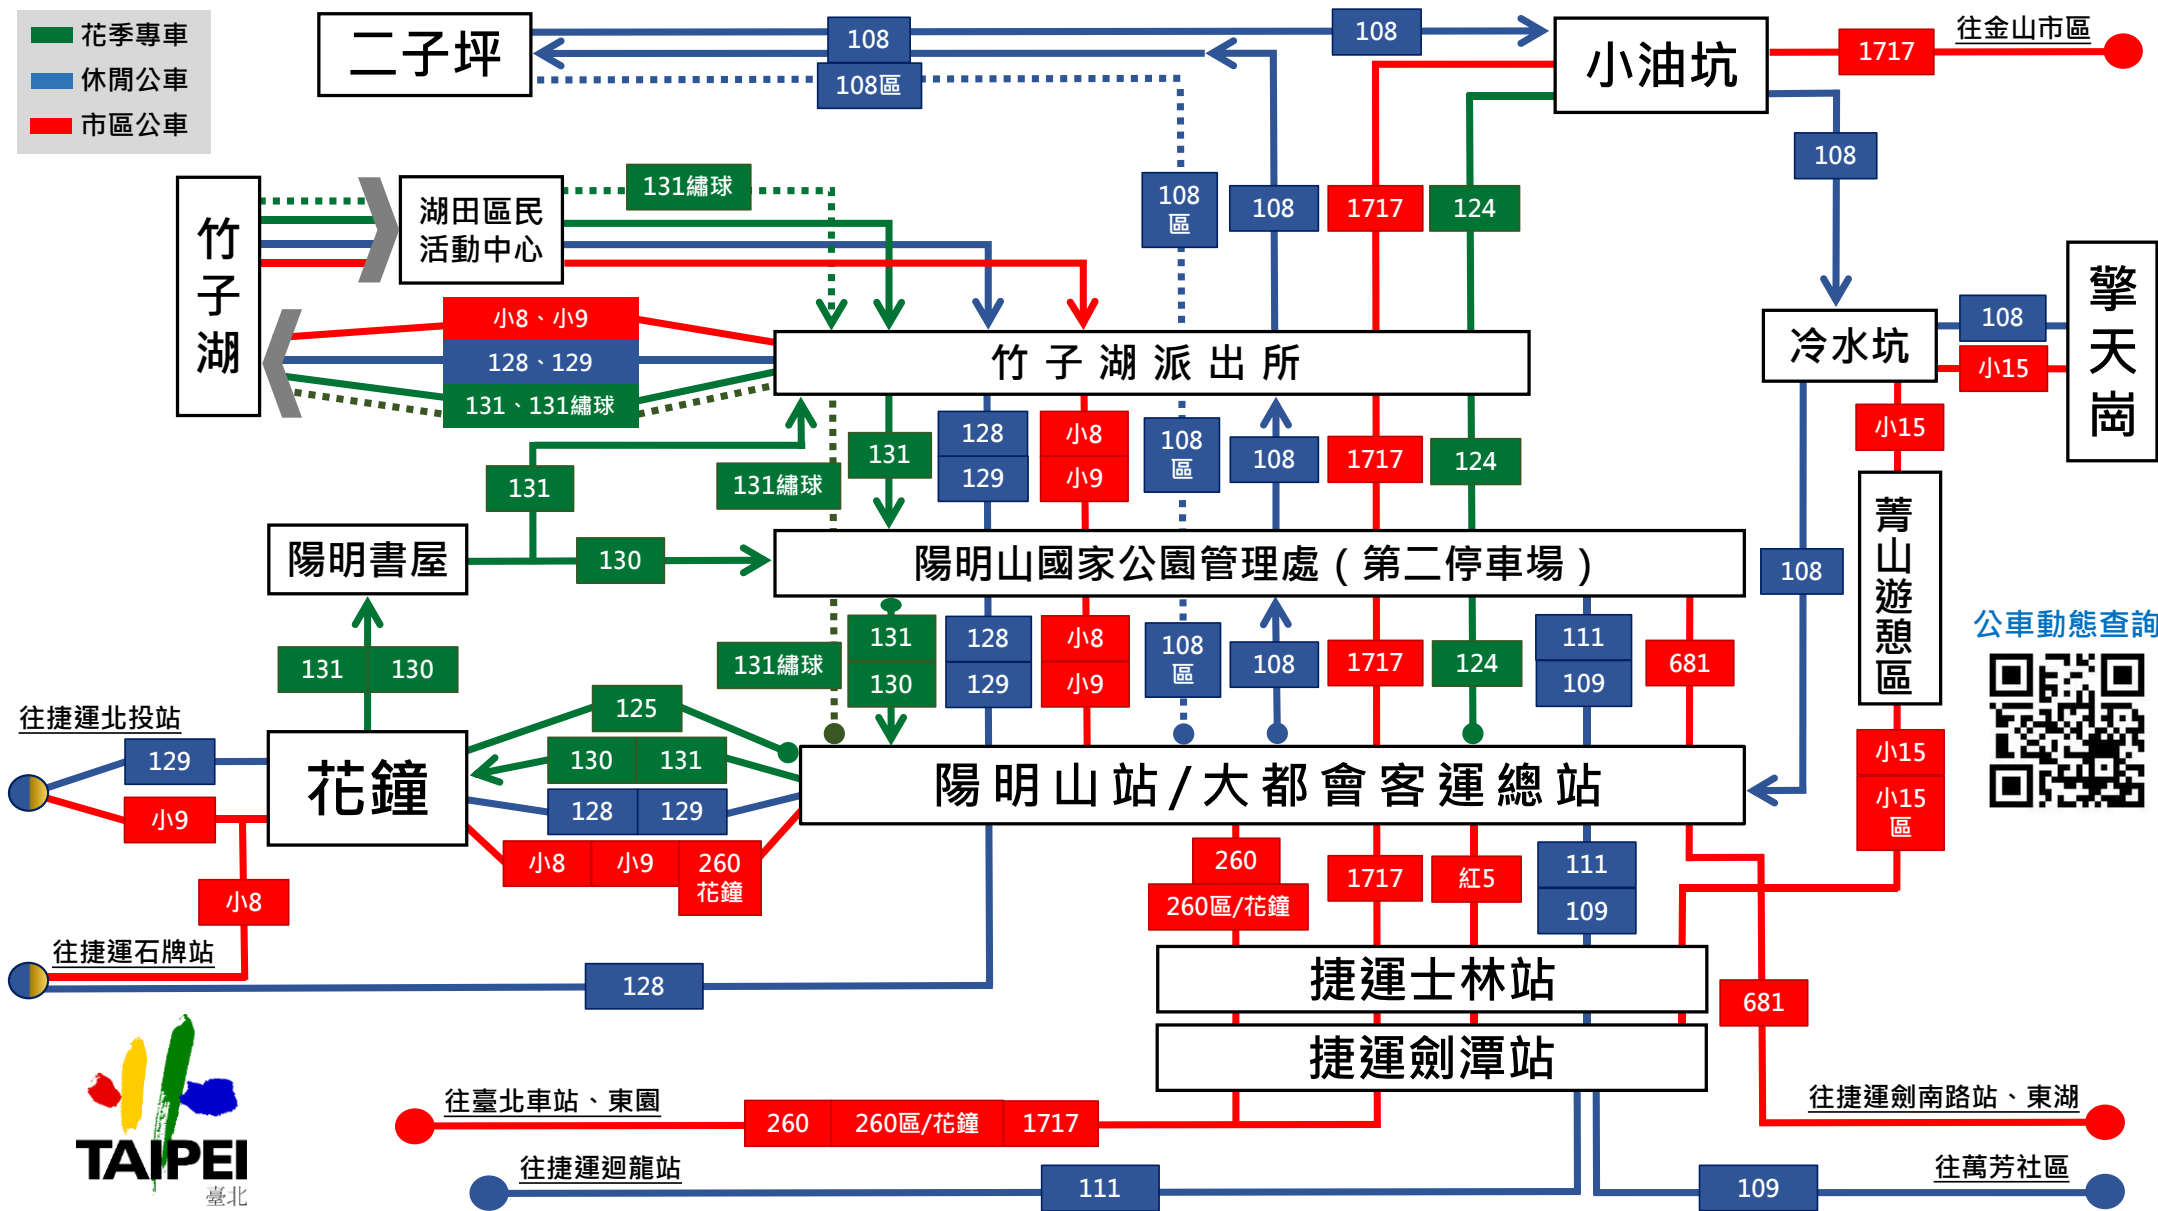 花季專車
休閒公車
市區公車
二子坪
108
108
108區
小油坑
1717
往金山市區
108
竹子湖
湖田區民
活動中心
131繡球
108
區
108
1717
124
小8、小9
128、129
131、131繡球
竹子湖派出所
冷水坑
108
小15
擎天崗
131
131繡球
131
128
129
小8
小9
108
區
108
1717
124
小15
陽明書屋
130
陽明山國家公園管理處(第二停車場)
108
菁山遊憩區
公車動態查詢
131
130
131繡球
131
130
128
129
小8
小9
108
區
108
1717
124
111
109
681
往捷運北投站
129
小9
花鐘
125
130
131
128
129
小8
小9
260
花鐘
陽明山站/大都會客運總站
小15
小15
區
小8
260
260區/花鐘
1717
紅5
111
109
往捷運石牌站
128
捷運士林站
捷運劍潭站
681
TAIPEI
臺北
往臺北車站、東園
260
260區/花鐘
1717
往捷運劍南路站、東湖
往捷運迴龍站
111
109
往萬芳社區